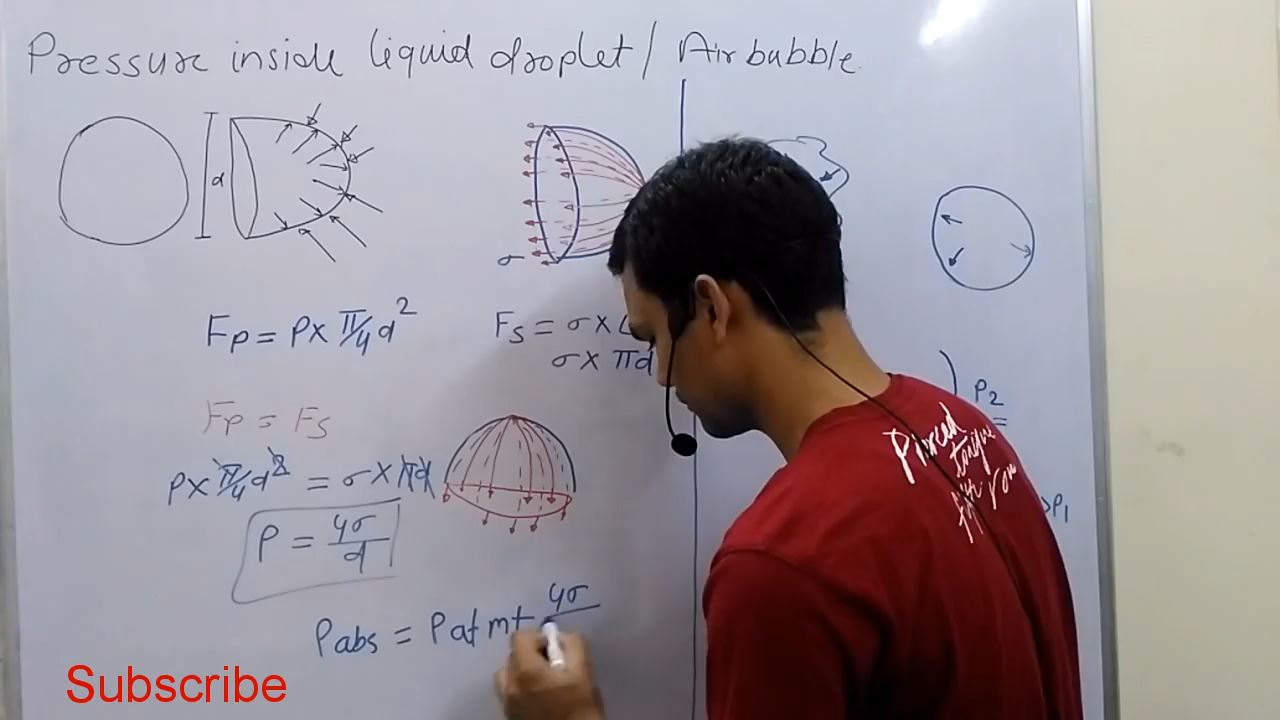 Pressure inside liquid droplet / Air bubble
d
σ
Fp = P x π/4 d²
Fs = σ x
σ x πd
P2
=
Fp = Fs
P x π/4 d² = σ x πd
P1
P = 4σ/d
Pabs = Patm + 4σ
Subscribe